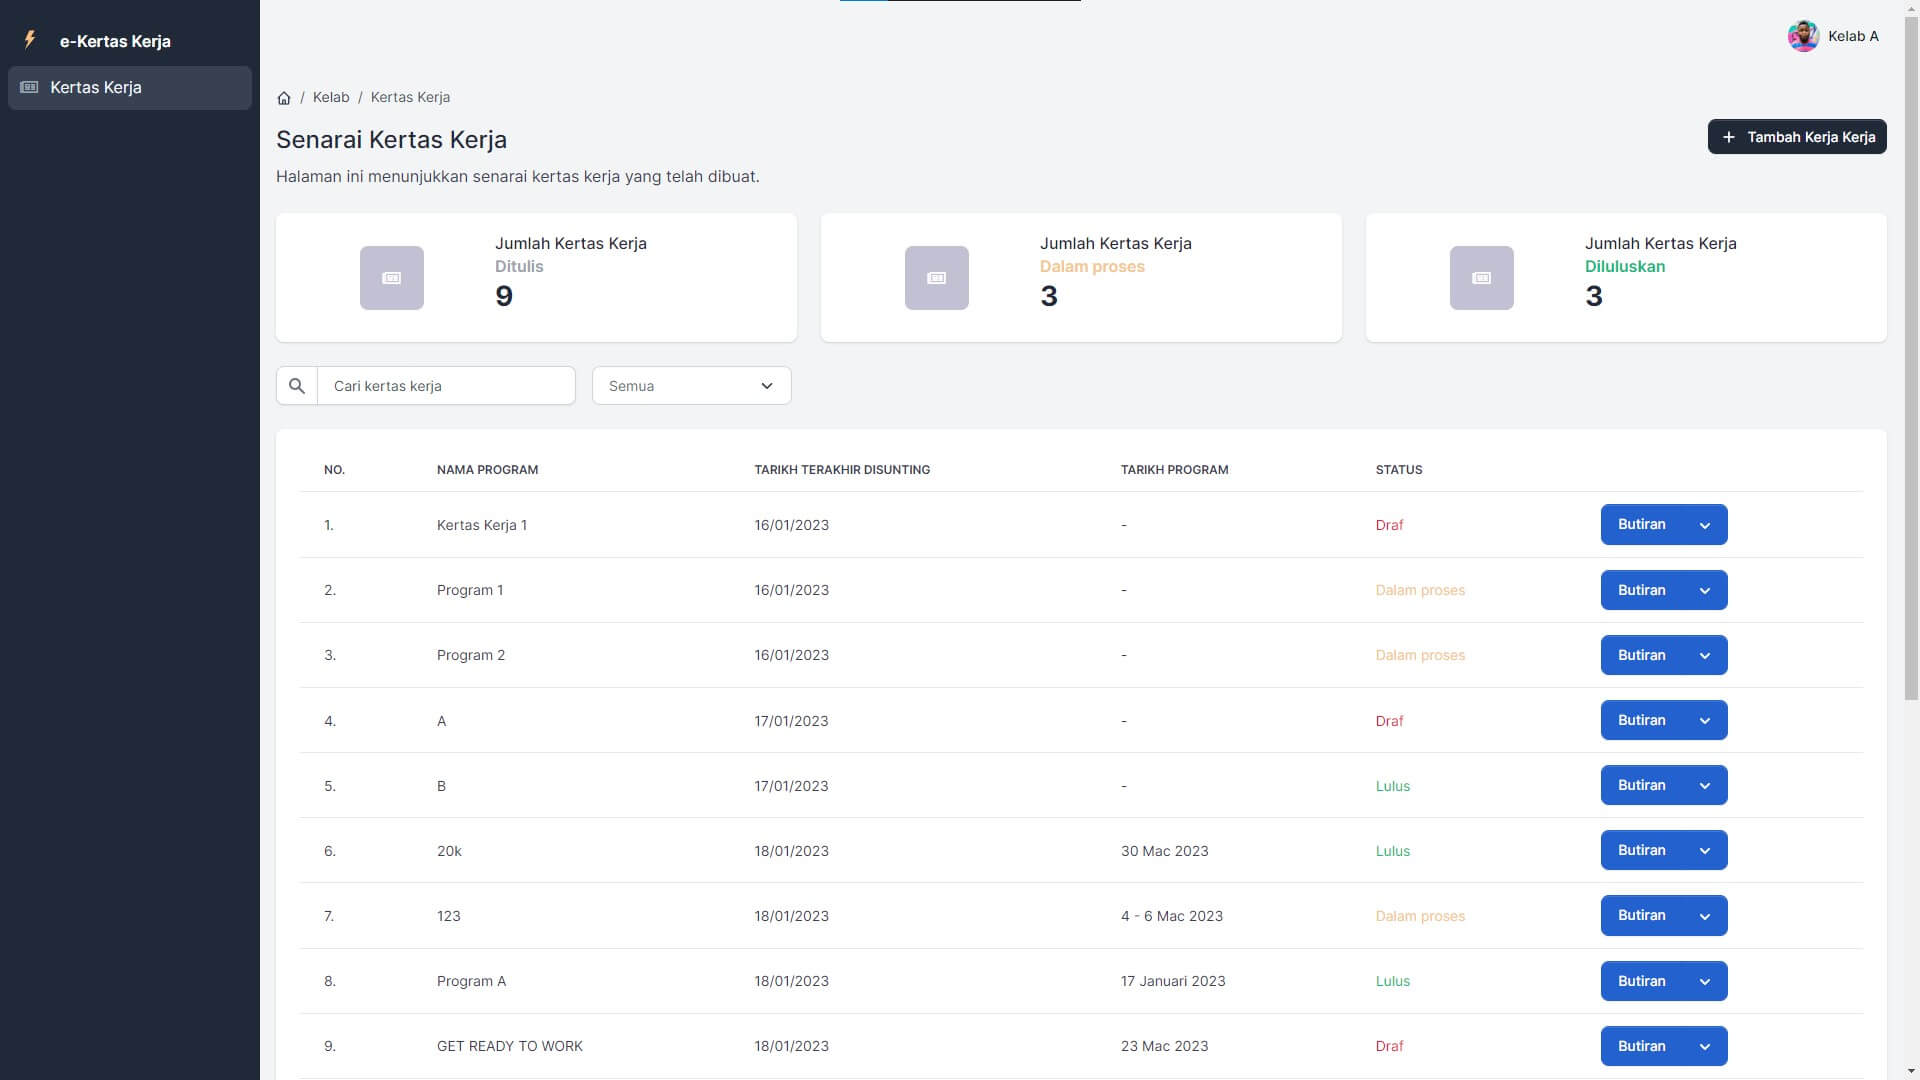 e-Kertas Kerja
Kertas Kerja
Kelab A
/ Kelab / Kertas Kerja
Senarai Kertas Kerja
+ Tambah Kerja Kerja
Halaman ini menunjukkan senarai kertas kerja yang telah dibuat.
Jumlah Kertas Kerja
Ditulis
9
Jumlah Kertas Kerja
Dalam proses
3
Jumlah Kertas Kerja
Diluluskan
3
Cari kertas kerja
Semua
NO. NAMA PROGRAM TARIKH TERAKHIR DISUNTING TARIKH PROGRAM STATUS
1. Kertas Kerja 1 16/01/2023 - Draf Butiran
2. Program 1 16/01/2023 - Dalam proses Butiran
3. Program 2 16/01/2023 - Dalam proses Butiran
4. A 17/01/2023 - Draf Butiran
5. B 17/01/2023 - Lulus Butiran
6. 20k 18/01/2023 30 Mac 2023 Lulus Butiran
7. 123 18/01/2023 4 - 6 Mac 2023 Dalam proses Butiran
8. Program A 18/01/2023 17 Januari 2023 Lulus Butiran
9. GET READY TO WORK 18/01/2023 23 Mac 2023 Draf Butiran